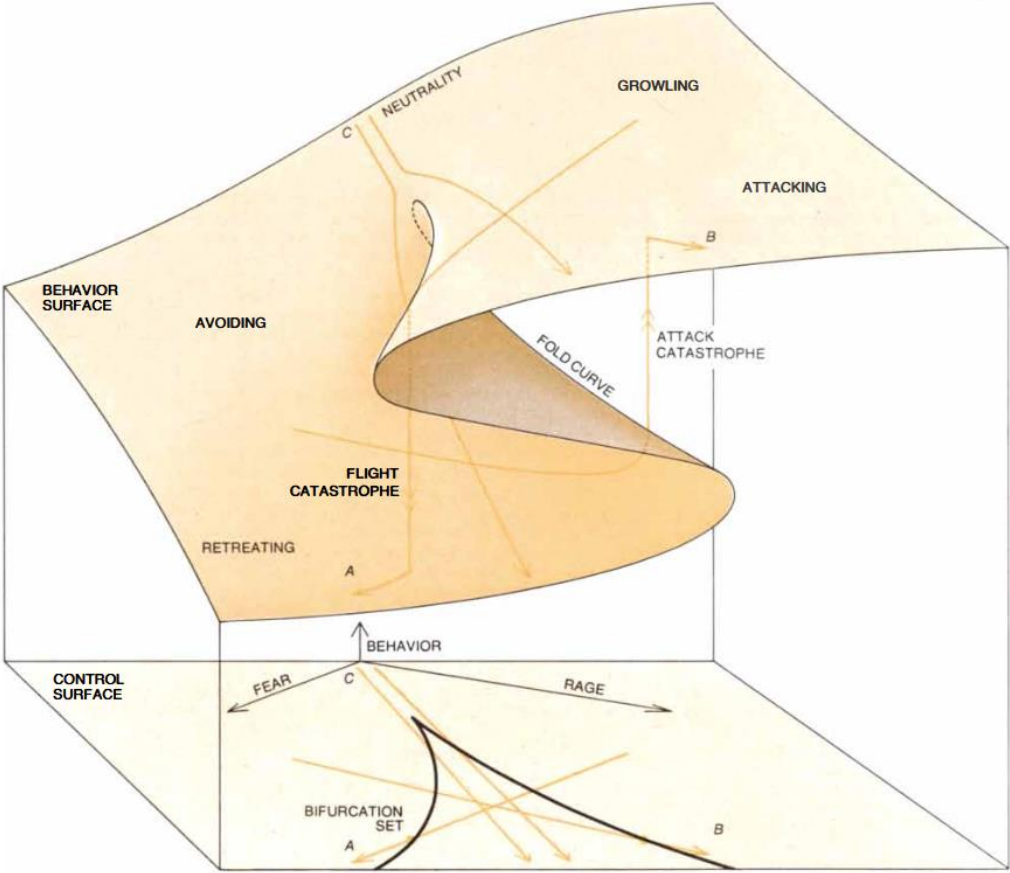 GROWLING
NEUTRALITY
C
ATTACKING
B
BEHAVIOR
SURFACE
AVOIDING
ATTACK
CATASTROPHE
FOLD CURVE
FLIGHT
CATASTROPHE
RETREATING
A
BEHAVIOR
CONTROL
SURFACE
FEAR
C
RAGE
BIFURCATION
SET
A
B